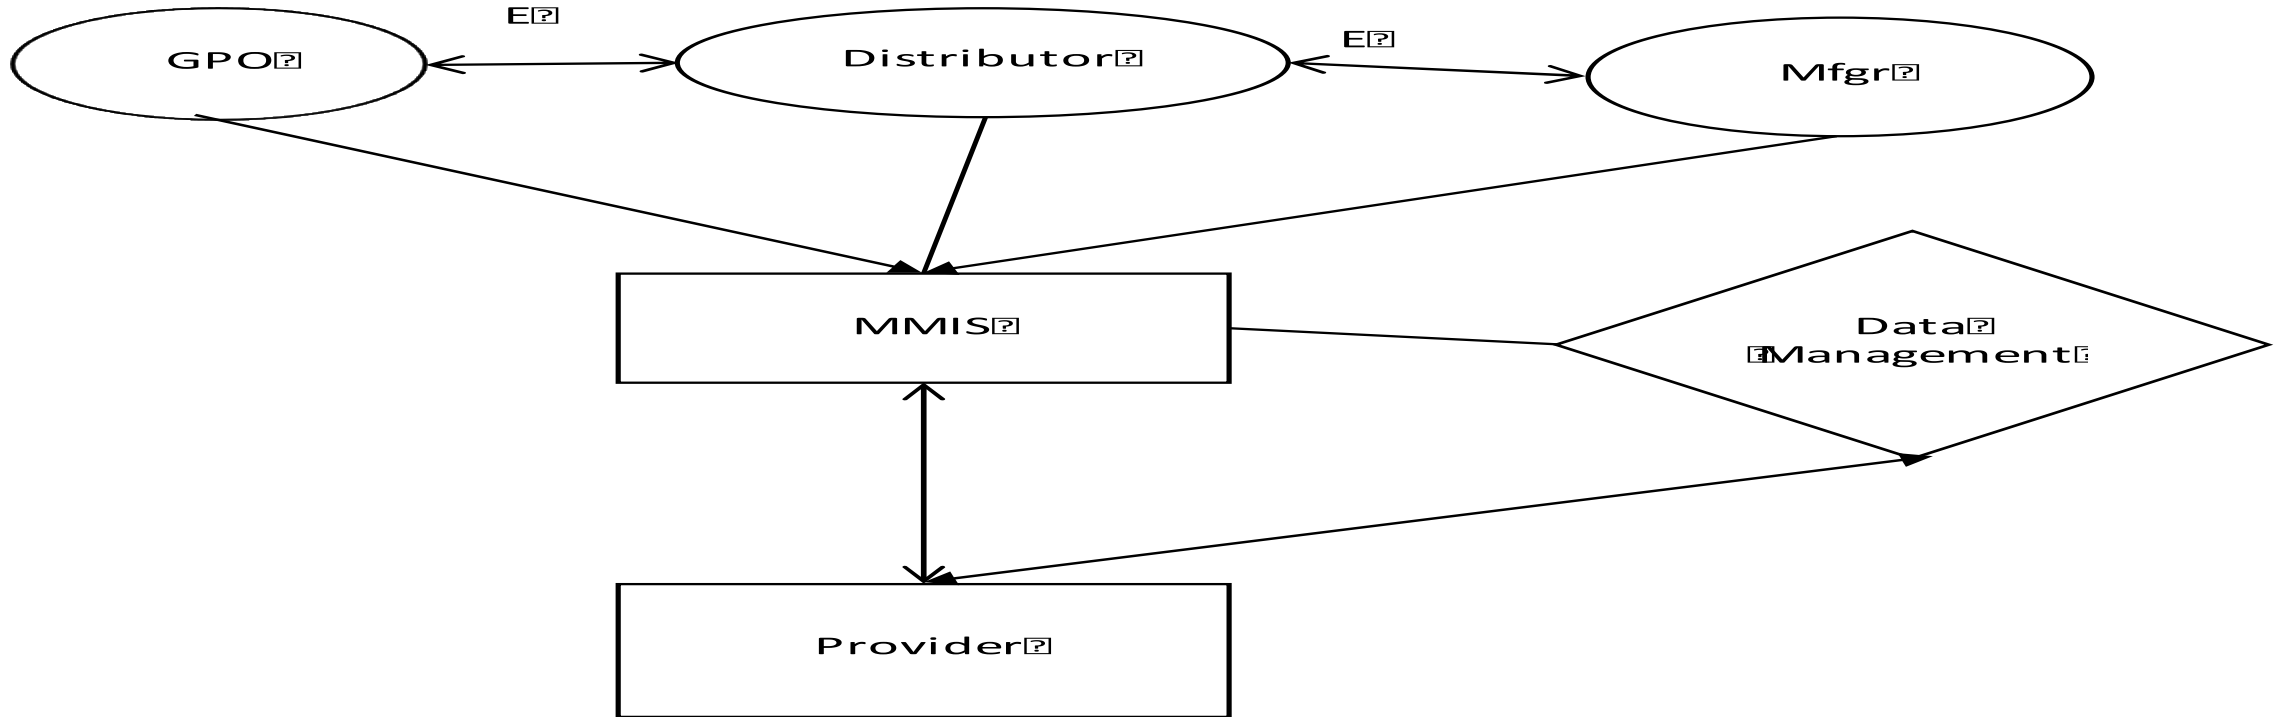 E
GPO
Distributor
E
Mfgr
MMIS
Data
Management
Provider